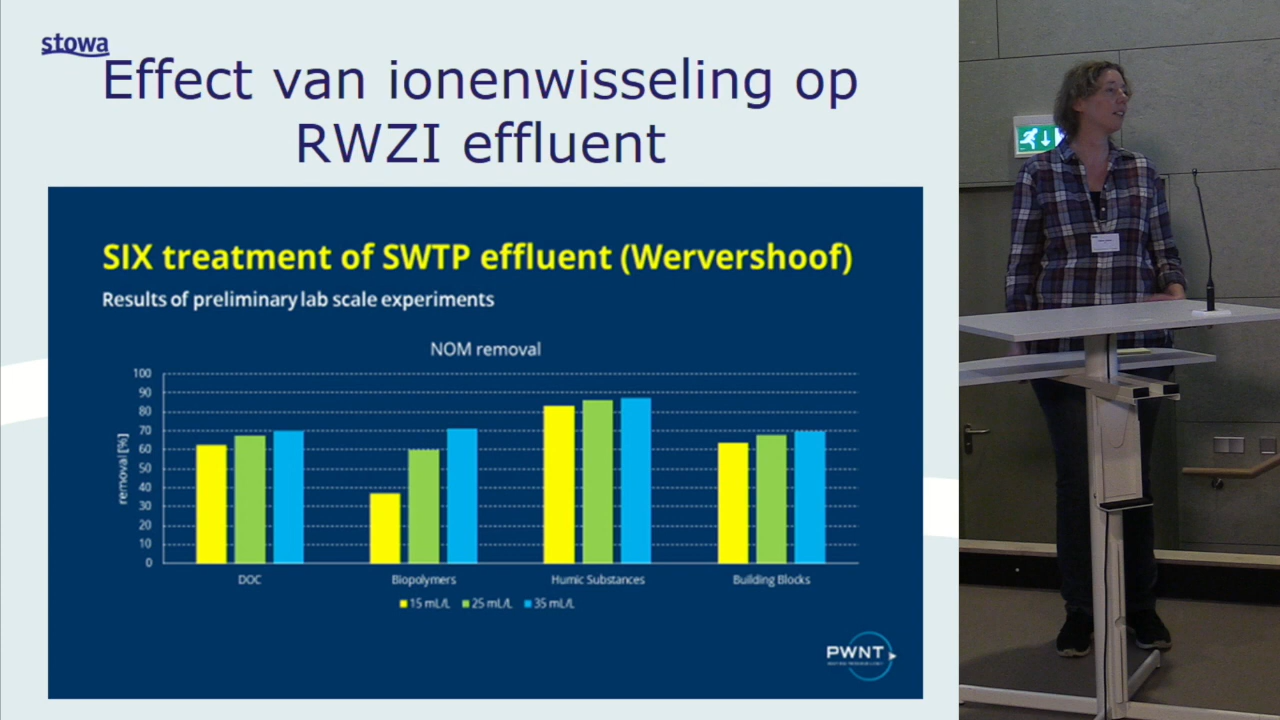 stowa
Effect van ionenwisseling op
RWZI effluent
SIX treatment of SWTP effluent (Wervershoof)
Results of preliminary lab scale experiments
NOM removal
100
90
80
70
60
50
40
30
20
10
0
removal [%]
DOC
Biopolymers
Humic Substances
Building Blocks
15 mL/L
25 mL/L
35 mL/L
PWNT